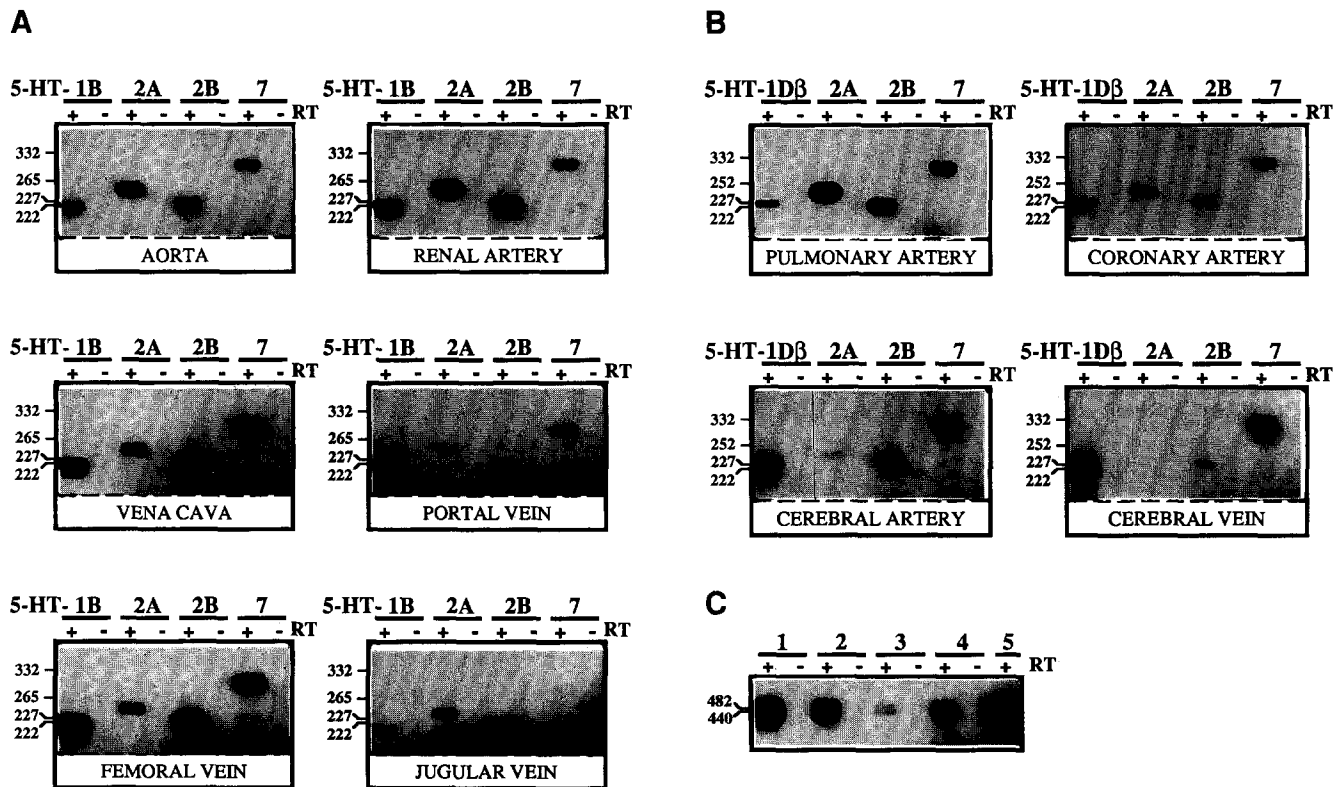 A
5-HT- 1B 2A 2B 7
+ - + - + - + - RT
332
265
227
222
AORTA
5-HT- 1B 2A 2B 7
+ - + - + - + - RT
RENAL ARTERY
5-HT- 1B 2A 2B 7
+ - + - + - + - RT
332
265
227
222
VENA CAVA
5-HT- 1B 2A 2B 7
+ - + - + - + - RT
332
265
227
222
PORTAL VEIN
5-HT- 1B 2A 2B 7
+ - + - + - + - RT
332
265
227
222
FEMORAL VEIN
5-HT- 1B 2A 2B 7
+ - + - + - + - RT
332
265
227
222
JUGULAR VEIN
B
5-HT-1Dβ 2A 2B 7
+ - + - + - + - RT
332
252
227
222
PULMONARY ARTERY
5-HT-1Dβ 2A 2B 7
+ - + - + - + - RT
332
252
227
222
CORONARY ARTERY
5-HT-1Dβ 2A 2B 7
+ - + - + - + - RT
332
252
227
222
CEREBRAL ARTERY
5-HT-1Dβ 2A 2B 7
+ - + - + - + - RT
332
252
227
222
CEREBRAL VEIN
C
1 2 3 4 5
+ - + - + - + - + RT
482
440